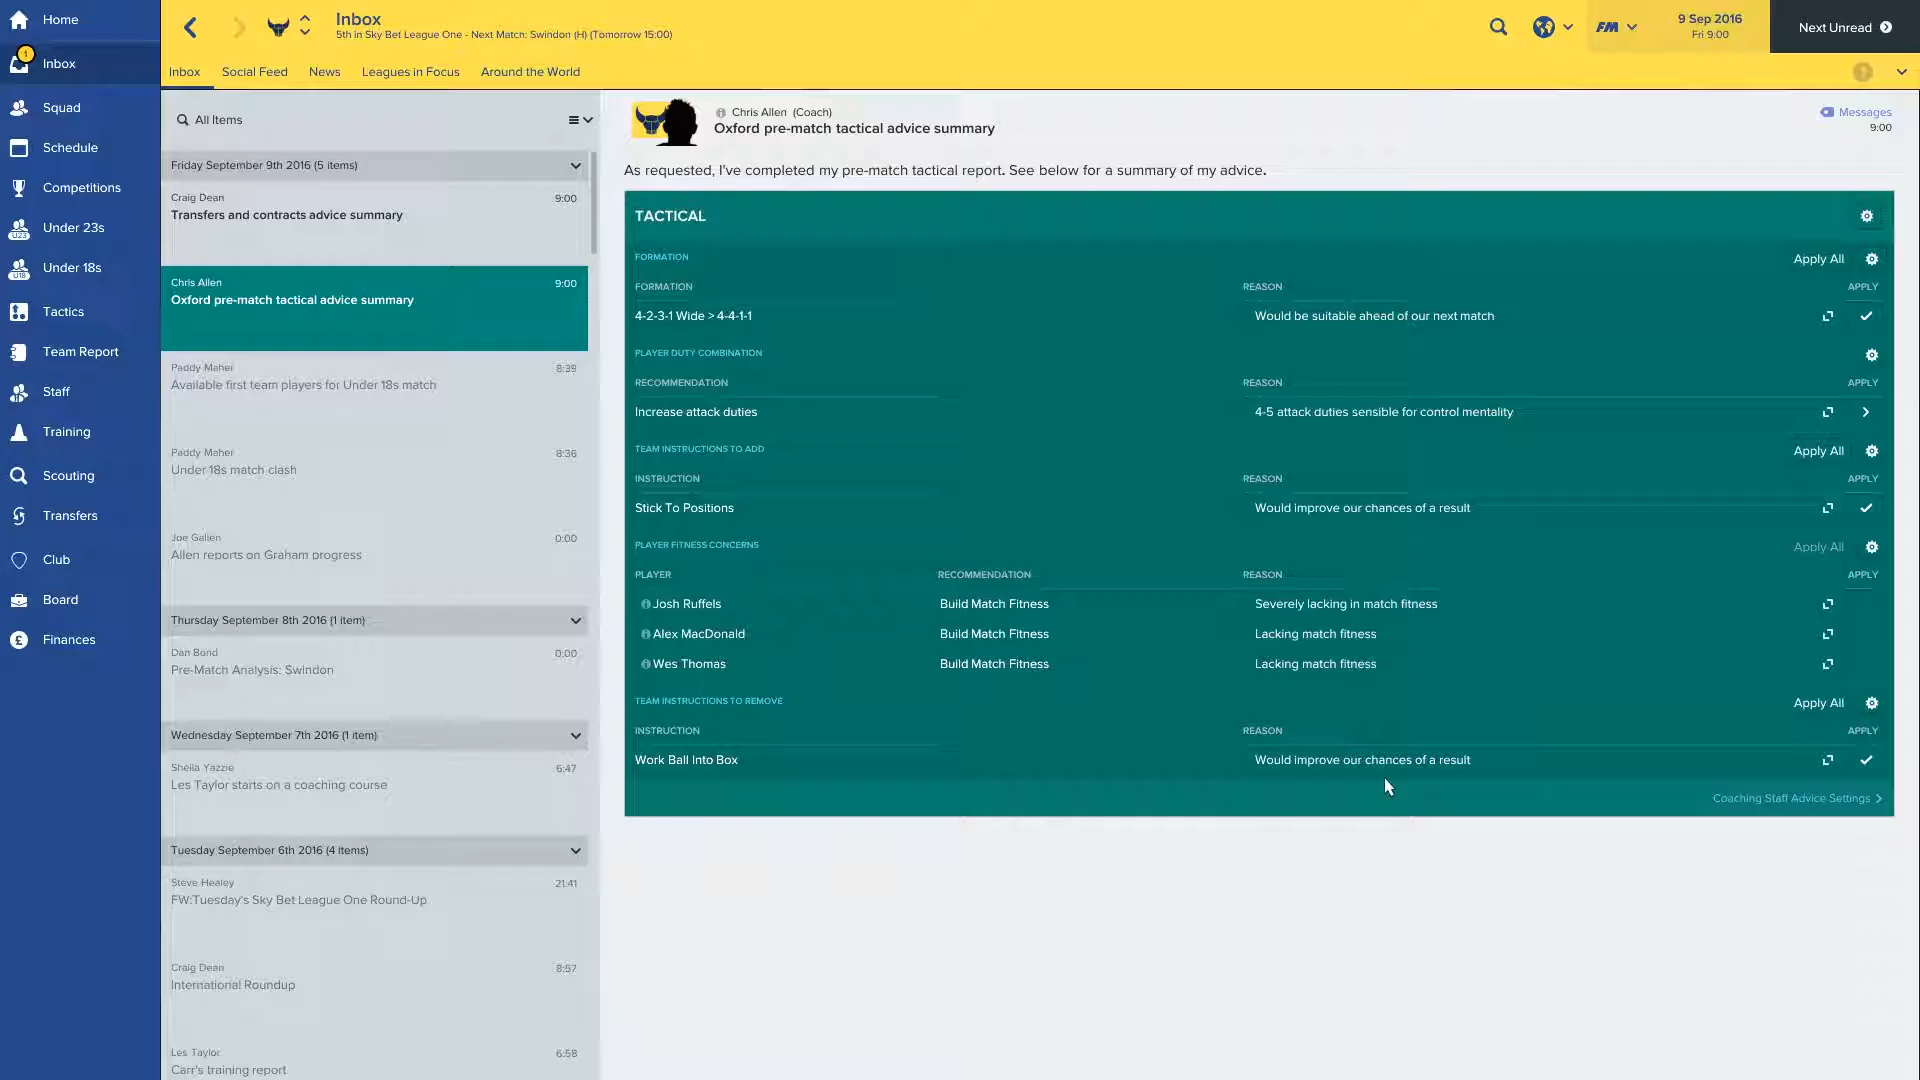 Home
1
Inbox
Squad
Schedule
Competitions
U23
Under 23s
U18
Under 18s
Tactics
Team Report
Staff
Training
Scouting
Transfers
Club
Board
£
Finances
Inbox
5th in Sky Bet League One - Next Match: Swindon (H) (Tomorrow 15:00)
FM
9 Sep 2016
Fri 9:00
Next Unread
Inbox
Social Feed
News
Leagues in Focus
Around the World
All Items
Friday September 9th 2016 (5 items)
Craig Dean 9:00
Transfers and contracts advice summary
Chris Allen 9:00
Oxford pre-match tactical advice summary
Paddy Maher 8:39
Available first team players for Under 18s match
Paddy Maher 8:36
Under 18s match clash
Joe Gallen 0:00
Allen reports on Graham progress
Thursday September 8th 2016 (1 item)
Dan Bond 0:00
Pre-Match Analysis: Swindon
Wednesday September 7th 2016 (1 item)
Sheila Yazzie 6:47
Les Taylor starts on a coaching course
Tuesday September 6th 2016 (4 items)
Steve Healey 21:41
FW:Tuesday's Sky Bet League One Round-Up
Craig Dean 8:57
International Roundup
Les Taylor 6:58
Carr's training report
Chris Allen (Coach)
Oxford pre-match tactical advice summary
Messages
9:00
As requested, I've completed my pre-match tactical report. See below for a summary of my advice.
TACTICAL
FORMATION Apply All
FORMATION REASON APPLY
4-2-3-1 Wide > 4-4-1-1 Would be suitable ahead of our next match
PLAYER DUTY COMBINATION
RECOMMENDATION REASON APPLY
Increase attack duties 4-5 attack duties sensible for control mentality
TEAM INSTRUCTIONS TO ADD Apply All
INSTRUCTION REASON APPLY
Stick To Positions Would improve our chances of a result
PLAYER FITNESS CONCERNS Apply All
PLAYER RECOMMENDATION REASON APPLY
Josh Ruffels Build Match Fitness Severely lacking in match fitness
Alex MacDonald Build Match Fitness Lacking match fitness
Wes Thomas Build Match Fitness Lacking match fitness
TEAM INSTRUCTIONS TO REMOVE Apply All
INSTRUCTION REASON APPLY
Work Ball Into Box Would improve our chances of a result
Coaching Staff Advice Settings